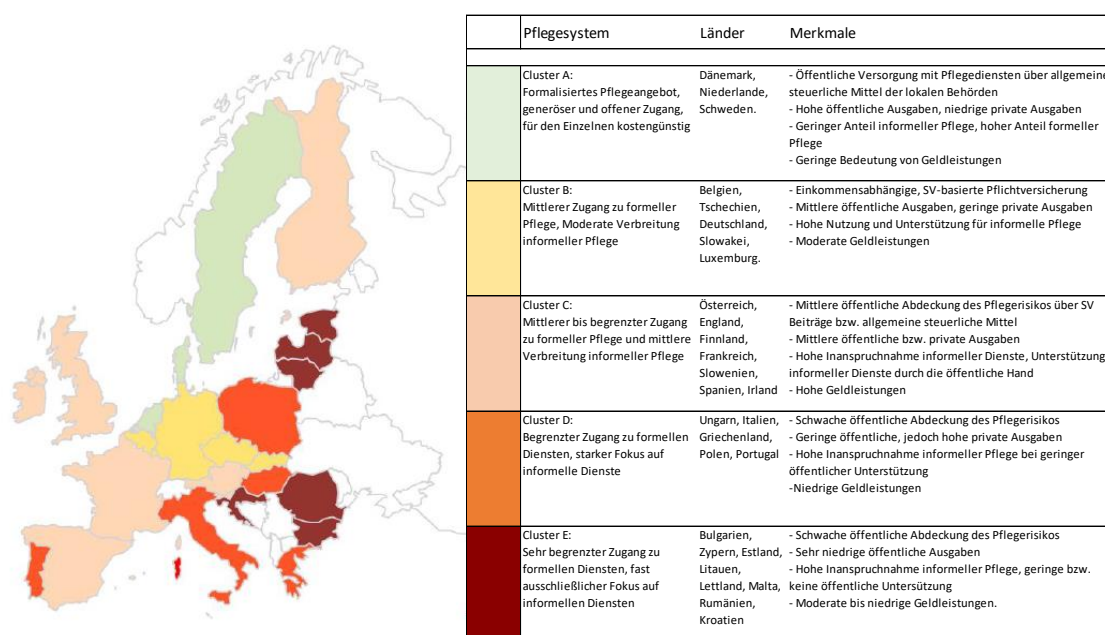 Pflegesystem Länder Merkmale
Cluster A:
Formalisiertes Pflegeangebot,
generöser und offener Zugang,
für den Einzelnen kostengünstig
Dänemark,
Niederlande,
Schweden.
- Öffentliche Versorgung mit Pflegediensten über allgemeine
steuerliche Mittel der lokalen Behörden
- Hohe öffentliche Ausgaben, niedrige private Ausgaben
- Geringer Anteil informeller Pflege, hoher Anteil formeller
Pflege
- Geringe Bedeutung von Geldleistungen
Cluster B:
Mittlerer Zugang zu formeller
Pflege, Moderate Verbreitung
informeller Pflege
Belgien,
Tschechien,
Deutschland,
Slowakei,
Luxemburg.
- Einkommensabhängige, SV-basierte Pflichtversicherung
- Mittlere öffentliche Ausgaben, geringe private Ausgaben
- Hohe Nutzung und Unterstützung für informelle Pflege
- Moderate Geldleistungen
Cluster C:
Mittlerer bis begrenzter Zugang
zu formeller Pflege und mittlere
Verbreitung informeller Pflege
Österreich,
England,
Finnland,
Frankreich,
Slowenien,
Spanien, Irland
- Mittlere öffentliche Abdeckung des Pflegerisikos über SV
Beiträge bzw. allgemeine steuerliche Mittel
- Mittlere öffentliche bzw. private Ausgaben
- Hohe Inanspruchnahme informeller Dienste, Unterstützung
informeller Dienste durch die öffentliche Hand
- Hohe Geldleistungen
Cluster D:
Begrenzter Zugang zu formellen
Diensten, starker Fokus auf
informelle Dienste
Ungarn, Italien,
Griechenland,
Polen, Portugal
- Schwache öffentliche Abdeckung des Pflegerisikos
- Geringe öffentliche, jedoch hohe private Ausgaben
- Hohe Inanspruchnahme informeller Pflege bei geringer
öffentlicher Unterstützung
-Niedrige Geldleistungen
Cluster E:
Sehr begrenzter Zugang zu
formellen Diensten, fast
ausschließlicher Fokus auf
informellen Diensten
Bulgarien,
Zypern, Estland,
Litauen,
Lettland, Malta,
Rumänien,
Kroatien
- Schwache öffentliche Abdeckung des Pflegerisikos
- Sehr niedrige öffentliche Ausgaben
- Hohe Inanspruchnahme informeller Pflege, geringe bzw.
keine öffentliche Untersützung
- Moderate bis niedrige Geldleistungen.